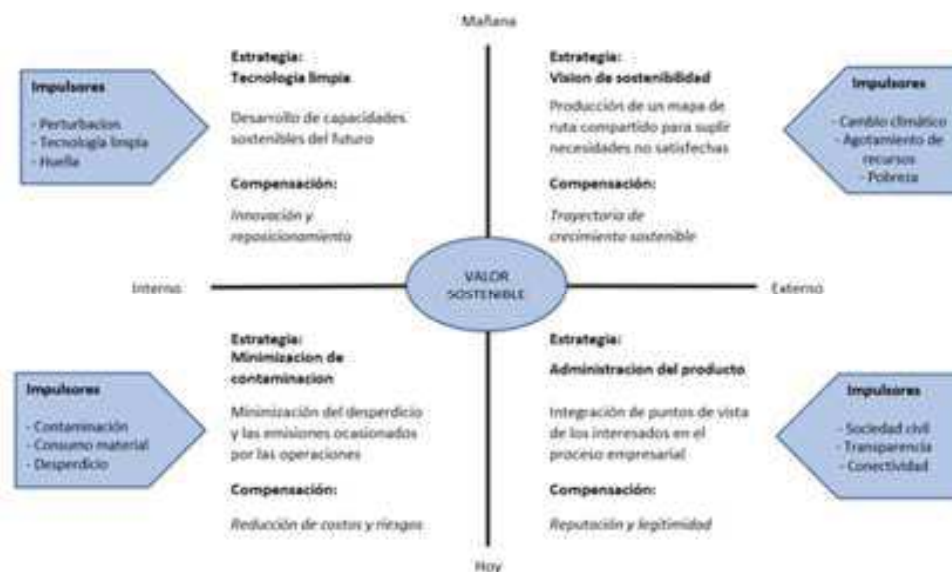 Mañana
Impulsores
- Perturbacion
- Tecnología limpia
- Huella
Estrategia:
Tecnología limpia
Desarrollo de capacidades
sostenibles del futuro
Compensación:
Innovación y
reposicionamiento
Estrategia:
Vision de sostenibilidad
Producción de un mapa de
ruta compartido para suplir
necesidades no satisfechas
Compensación:
Trayectoria de
crecimiento sostenible
Impulsores
- Cambio climático
- Agotamiento de
recursos
- Pobreza
Interno
VALOR
SOSTENIBLE
Externo
Impulsores
- Contaminación
- Consumo material
- Desperdicio
Estrategia:
Minimizacion de
contaminacion
Minimización del desperdicio
y las emisiones ocasionados
por las operaciones
Compensación:
Reducción de costos y riesgos
Estrategia:
Administracion del producto
Integración de puntos de vista
de los interesados en el
proceso empresarial
Compensación:
Reputación y legitimidad
Impulsores
- Sociedad civil
- Transparencia
- Conectividad
Hoy